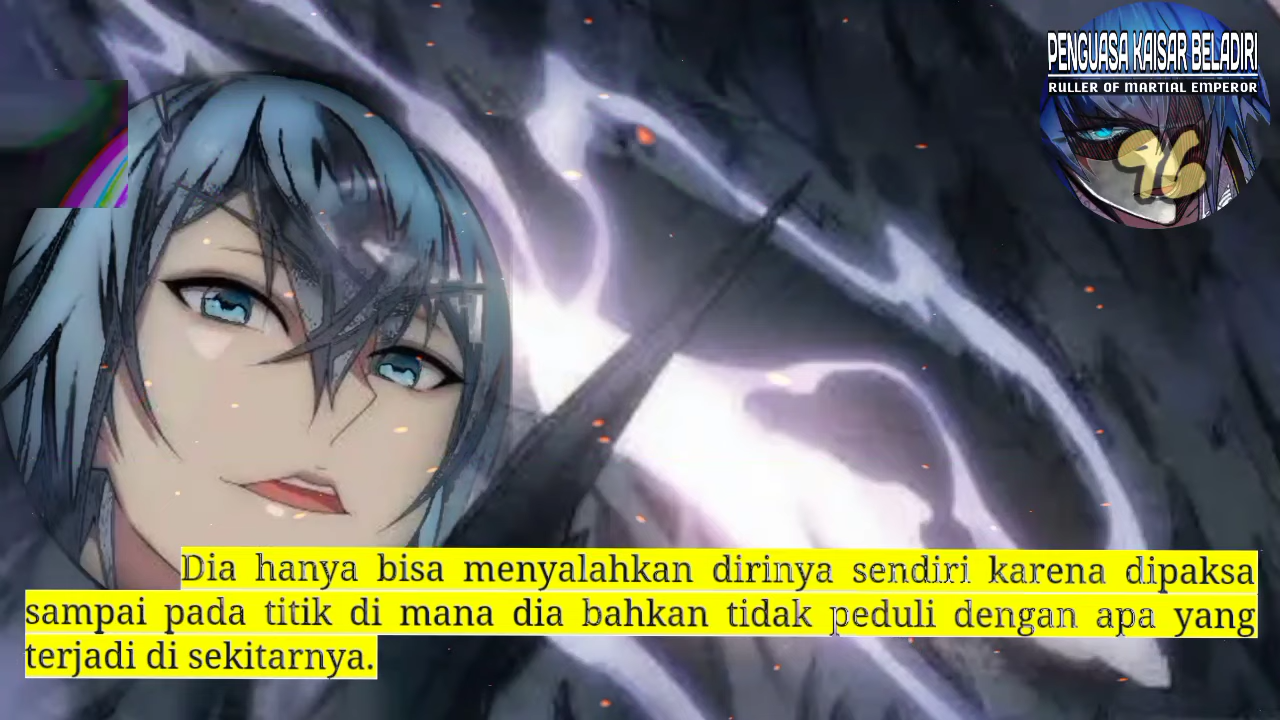 PENGUASA KAISAR BELADIRI
RULLER OF MARTIAL EMPEROR
96
Dia hanya bisa menyalahkan dirinya sendiri karena dipaksa
sampai pada titik di mana dia bahkan tidak peduli dengan apa yang
terjadi di sekitarnya.